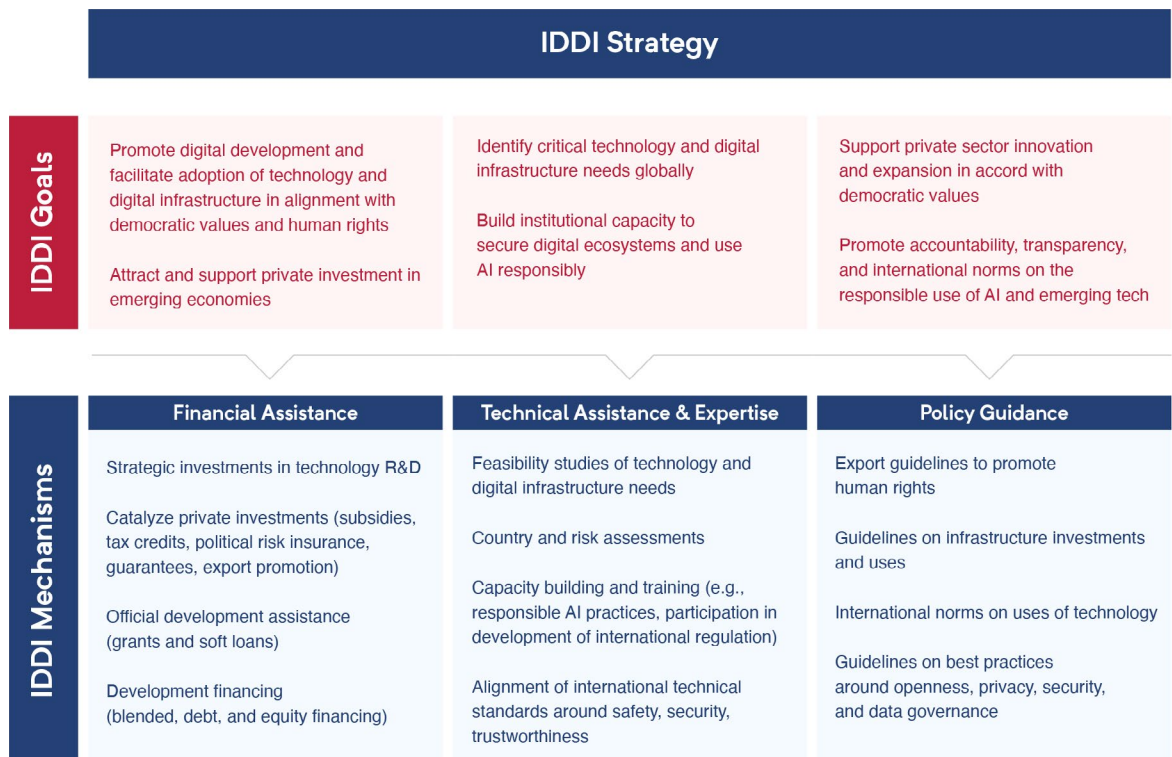 IDDI Strategy
IDDI Goals
Promote digital development and
facilitate adoption of technology and
digital infrastructure in alignment with
democratic values and human rights
Attract and support private investment in
emerging economies
Identify critical technology and digital
infrastructure needs globally
Build institutional capacity to
secure digital ecosystems and use
AI responsibly
Support private sector innovation
and expansion in accord with
democratic values
Promote accountability, transparency,
and international norms on the
responsible use of AI and emerging tech
IDDI Mechanisms
Financial Assistance
Strategic investments in technology R&D
Catalyze private investments (subsidies,
tax credits, political risk insurance,
guarantees, export promotion)
Official development assistance
(grants and soft loans)
Development financing
(blended, debt, and equity financing)
Technical Assistance & Expertise
Feasibility studies of technology and
digital infrastructure needs
Country and risk assessments
Capacity building and training (e.g.,
responsible AI practices, participation in
development of international regulation)
Alignment of international technical
standards around safety, security,
trustworthiness
Policy Guidance
Export guidelines to promote
human rights
Guidelines on infrastructure investments
and uses
International norms on uses of technology
Guidelines on best practices
around openness, privacy, security,
and data governance